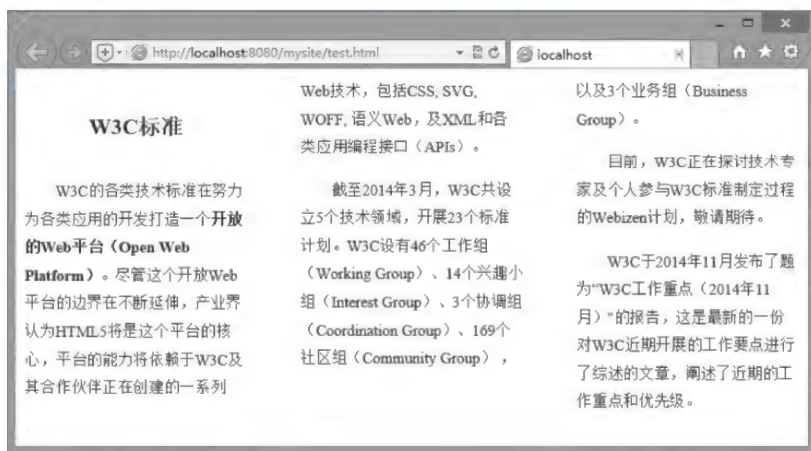 http://localhost:8080/mysite/test.html
localhost
W3C标准
W3C的各类技术标准在努力
为各类应用的开发打造一个开放
的Web平台（Open Web
Platform）。尽管这个开放Web
平台的边界在不断延伸，产业界
认为HTML5将是这个平台的核
心，平台的能力将依赖于W3C及
其合作伙伴正在创建的一系列
Web技术，包括CSS, SVG,
WOFF, 语义Web，及XML和各
类应用编程接口（APIs）。
截至2014年3月，W3C共设
立5个技术领域，开展23个标准
计划。W3C设有46个工作组
（Working Group）、14个兴趣小
组（Interest Group）、3个协调组
（Coordination Group）、169个
社区组（Community Group），
以及3个业务组（Business
Group）。
目前，W3C正在探讨技术专
家及个人参与W3C标准制定过程
的Webizen计划，敬请期待。
W3C于2014年11月发布了题
为“W3C工作重点（2014年11
月）”的报告，这是最新的一份
对W3C近期开展的工作要点进行
了综述的文章，阐述了近期的工
作重点和优先级。